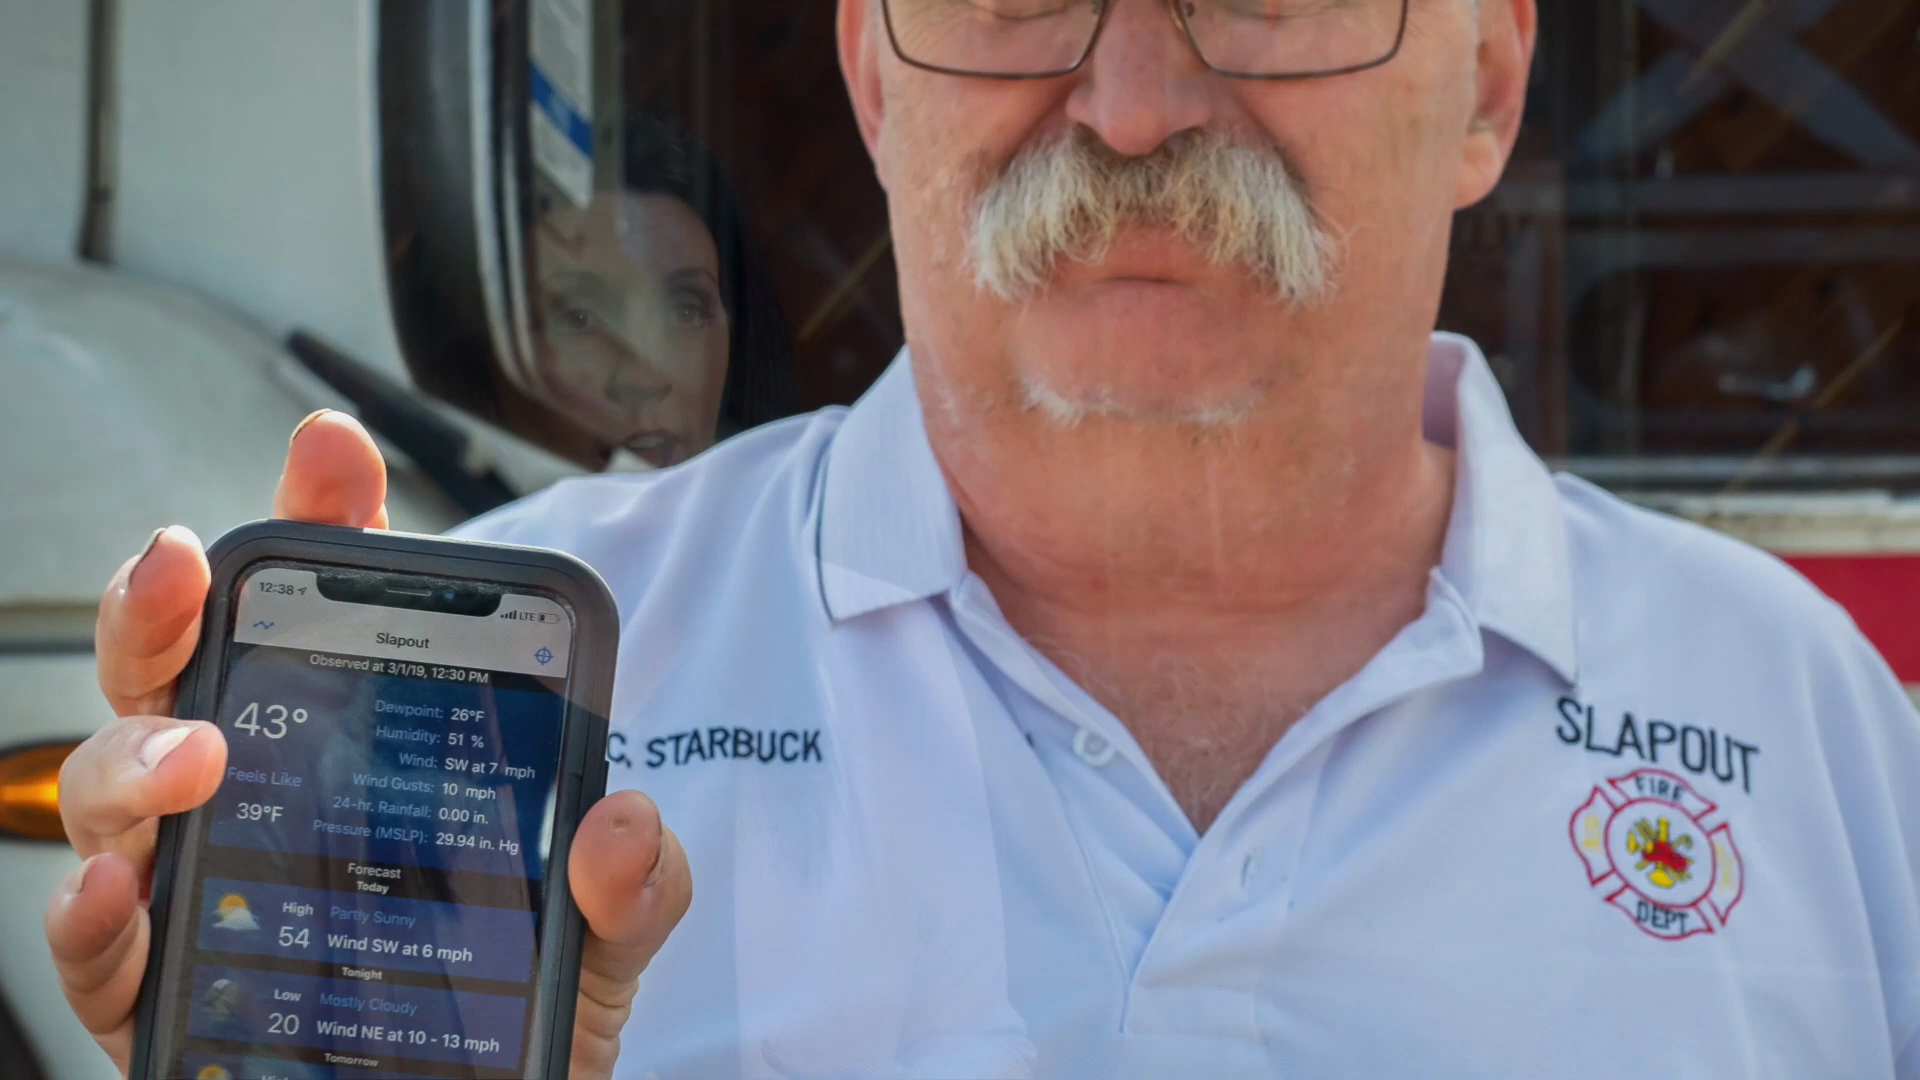 12:38
LTE
Slapout
Observed at 3/1/19, 12:30 PM
43°
Feels Like
39°F
Dewpoint: 26°F
Humidity: 51 %
Wind: SW at 7 mph
Wind Gusts: 10 mph
24-hr. Rainfall: 0.00 in.
Pressure (MSLP): 29.94 in. Hg
Forecast
Today
High Partly Sunny
54 Wind SW at 6 mph
Tonight
Low Mostly Cloudy
20 Wind NE at 10 - 13 mph
Tomorrow
C, STARBUCK
SLAPOUT
FIRE
DEPT